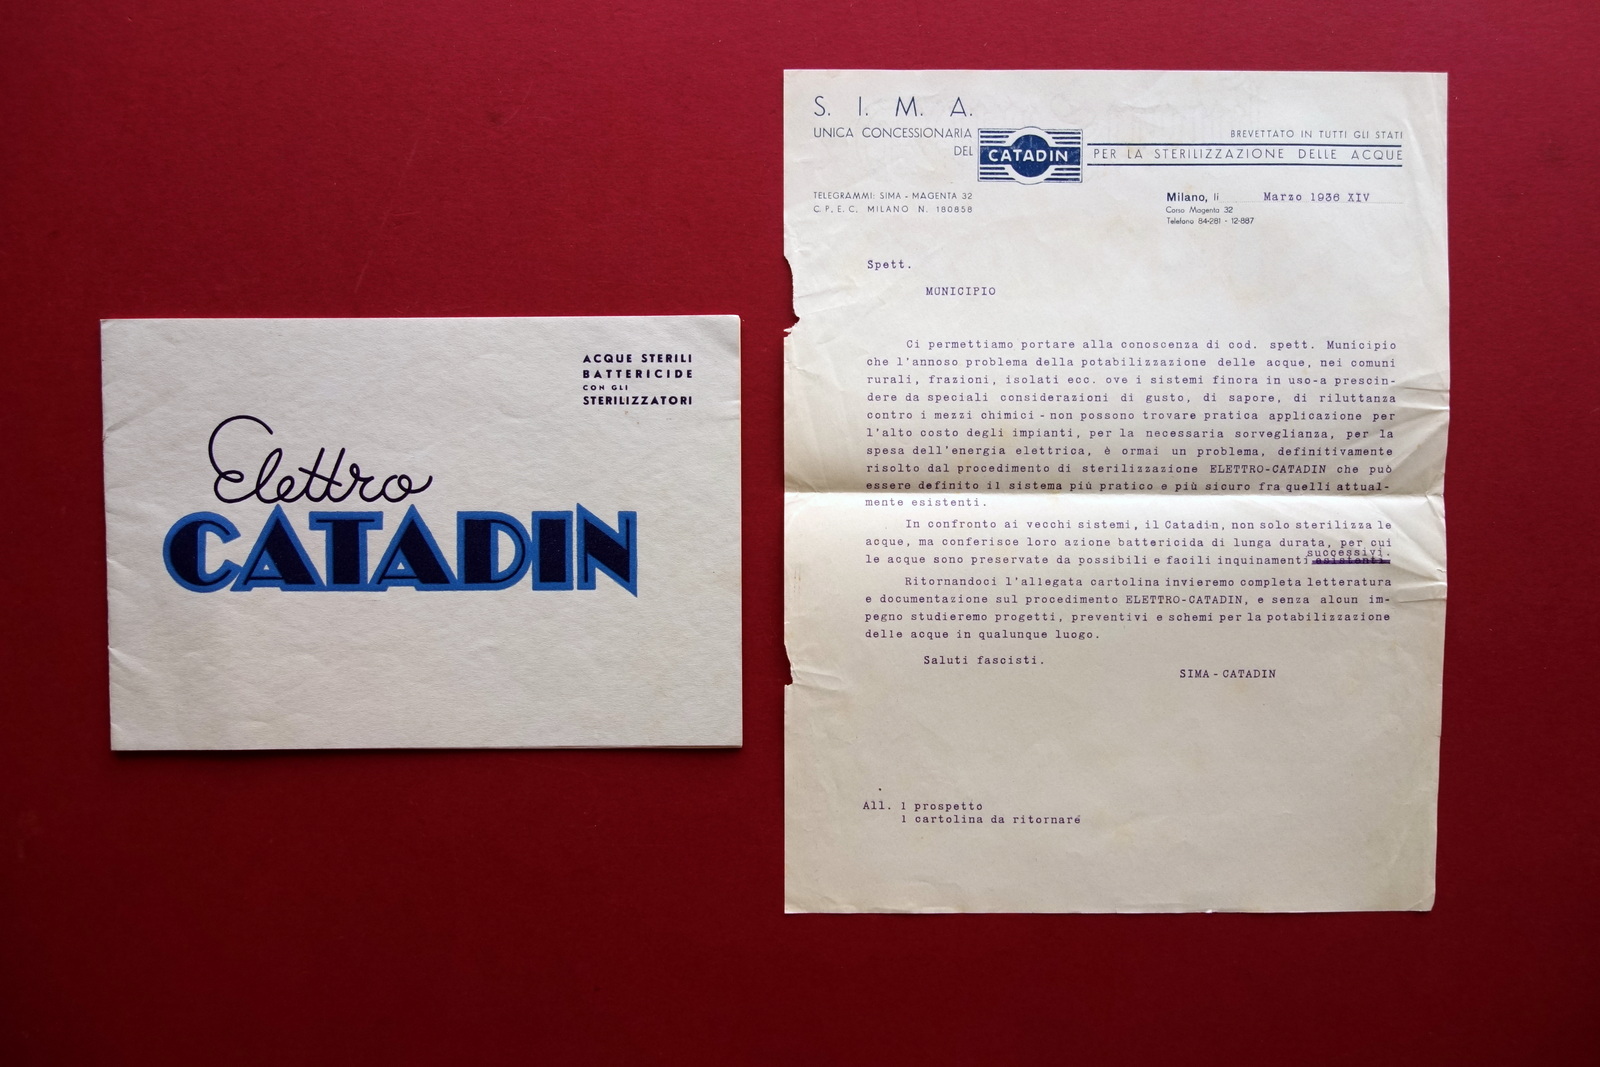 ACQUE STERILI
BATTERICIDE
CON GLI
STERILIZZATORI
Elettro
CATADIN
S. I. M. A.
UNICA CONCESSIONARIA
DEL
CATADIN
BREVETTATO IN TUTTI GLI STATI
PER LA STERILIZZAZIONE DELLE ACQUE
TELEGRAMMI: SIMA - MAGENTA 32
C. P. E. C. MILANO N. 180858
Milano, li Marzo 1936 XIV
Corso Magenta 32
Telefono 84-281 - 12-887
Spett.
MUNICIPIO
Ci permettiamo portare alla conoscenza di cod. spett. Municipio
che l'annoso problema della potabilizzazione delle acque, nei comuni
rurali, frazioni, isolati ecc. ove i sistemi finora in uso-a prescin-
dere da speciali considerazioni di gusto, di sapore, di riluttanza
contro i mezzi chimici - non possono trovare pratica applicazione per
l'alto costo degli impianti, per la necessaria sorveglianza, per la
spesa dell'energia elettrica, è ormai un problema, definitivamente
risolto dal procedimento di sterilizzazione ELETTRO-CATADIN che può
essere definito il sistema più pratico e più sicuro fra quelli attual-
mente esistenti.
In confronto ai vecchi sistemi, il Catadin, non solo sterilizza le
acque, ma conferisce loro azione battericida di lunga durata, per cui
successivi.
le acque sono preservate da possibili e facili inquinamenti esistenti.
Ritornandoci l'allegata cartolina invieremo completa letteratura
e documentazione sul procedimento ELETTRO-CATADIN, e senza alcun im-
pegno studieremo progetti, preventivi e schemi per la potabilizzazione
delle acque in qualunque luogo.
Saluti fascisti.
SIMA - CATADIN
All. 1 prospetto
1 cartolina da ritornare